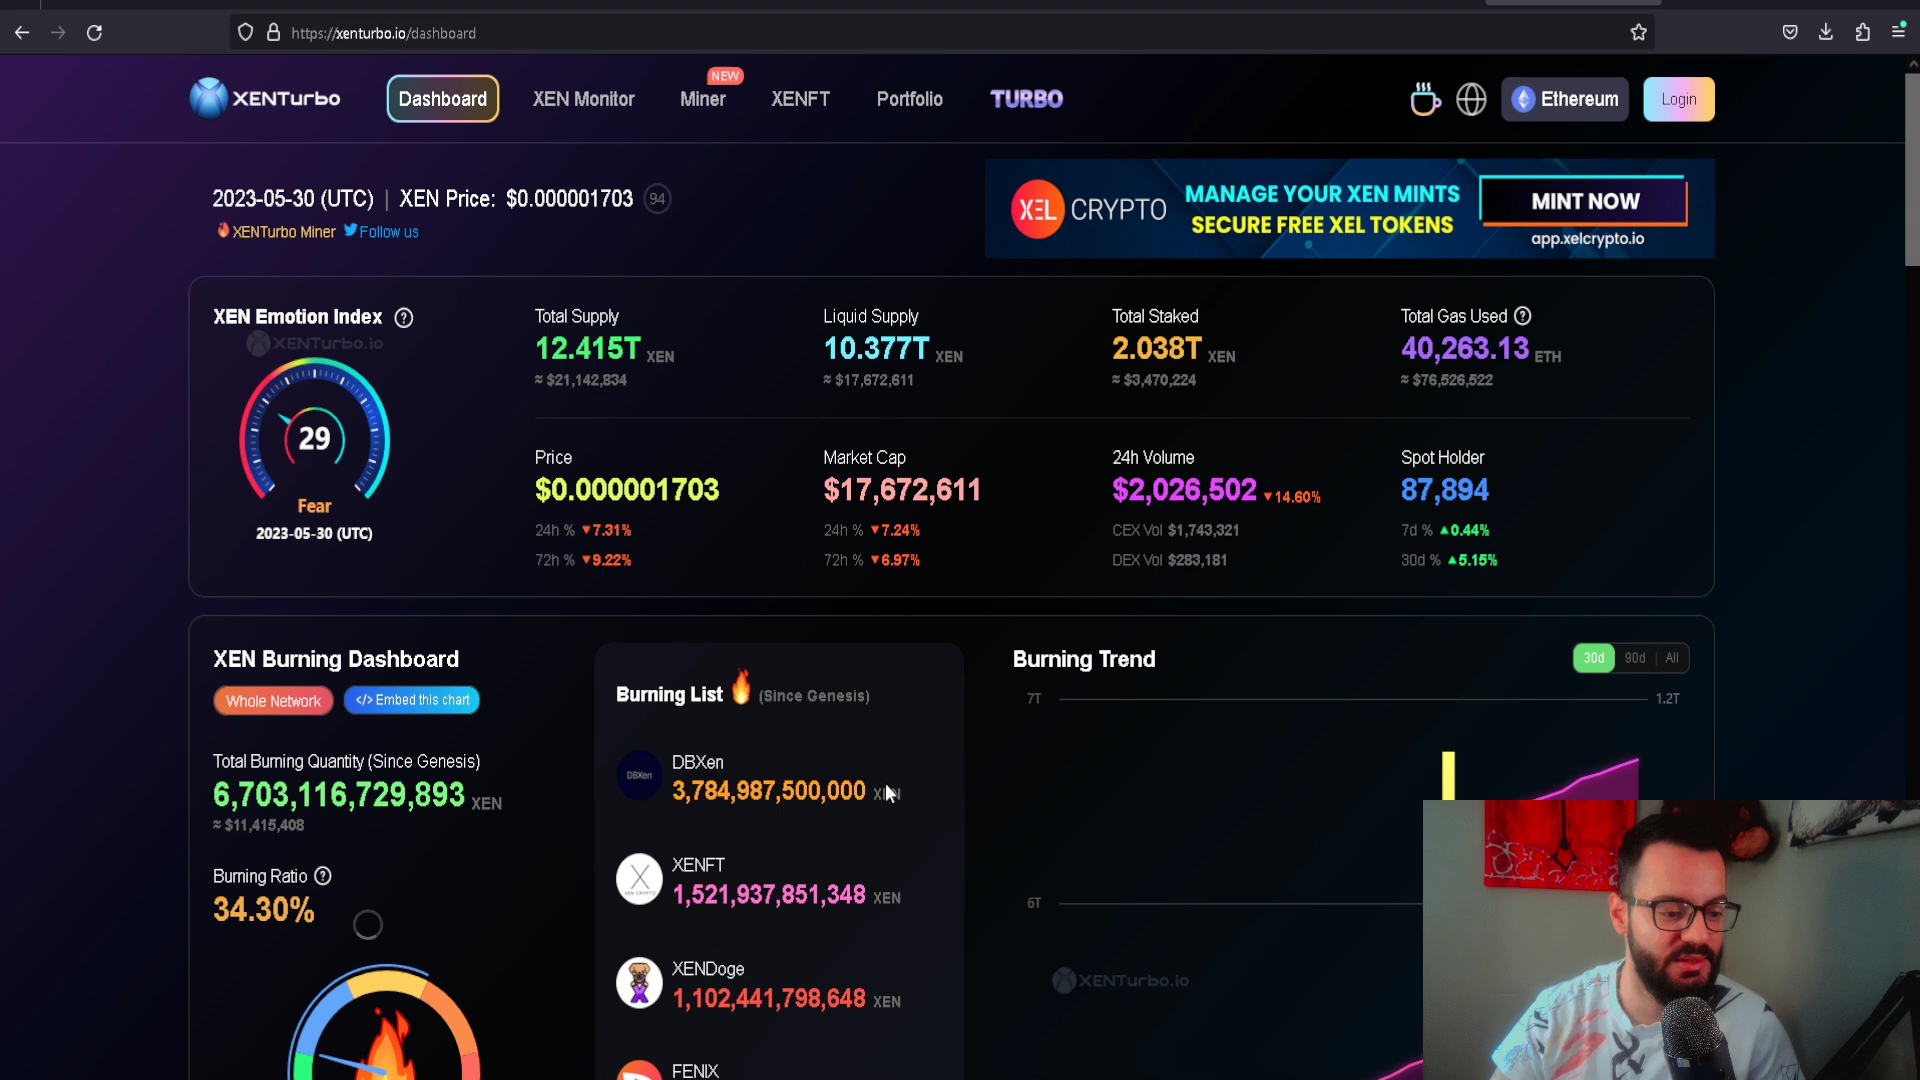 https://xenturbo.io/dashboard
XENTurbo
Dashboard
XEN Monitor
Miner
NEW
XENFT
Portfolio
TURBO
Ethereum
Login
2023-05-30 (UTC) | XEN Price: $0.000001703 94
XENTurbo Miner Follow us
XEL CRYPTO
MANAGE YOUR XEN MINTS
SECURE FREE XEL TOKENS
MINT NOW
app.xelcrypto.io
XEN Emotion Index ?
XENTurbo.io
29
Fear
2023-05-30 (UTC)
Total Supply
12.415T XEN
≈ $21,142,834
Liquid Supply
10.377T XEN
≈ $17,672,611
Total Staked
2.038T XEN
≈ $3,470,224
Total Gas Used ?
40,263.13 ETH
≈ $76,526,522
Price
$0.000001703
24h % ▼7.31%
72h % ▼9.22%
Market Cap
$17,672,611
24h % ▼7.24%
72h % ▼6.97%
24h Volume
$2,026,502 ▼14.60%
CEX Vol $1,743,321
DEX Vol $283,181
Spot Holder
87,894
7d % ▲0.44%
30d % ▲5.15%
XEN Burning Dashboard
Whole Network
</> Embed this chart
Total Burning Quantity (Since Genesis)
6,703,116,729,893 XEN
≈ $11,415,408
Burning Ratio ?
34.30%
Burning List (Since Genesis)
DBXen
DBXen
3,784,987,500,000 XEN
X
XEN CRYPTO
XENFT
1,521,937,851,348 XEN
XENDoge
1,102,441,798,648 XEN
FENIX
Burning Trend
30d | 90d | All
7T
1.2T
6T
XENTurbo.io